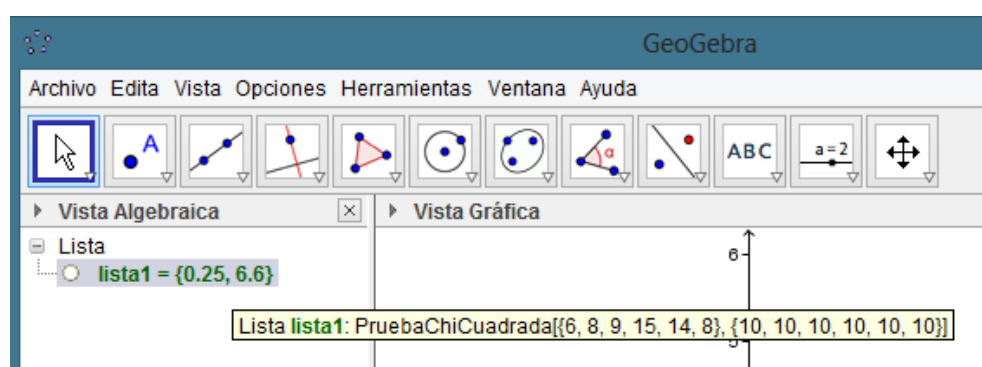 GeoGebra
Archivo Edita Vista Opciones Herramientas Ventana Ayuda
A
α
ABC
a=2
Vista Algebraica
Vista Gráfica
Lista
lista1 = {0.25, 6.6}
6
Lista lista1: PruebaChiCuadrada[{6, 8, 9, 15, 14, 8}, {10, 10, 10, 10, 10, 10}]
5